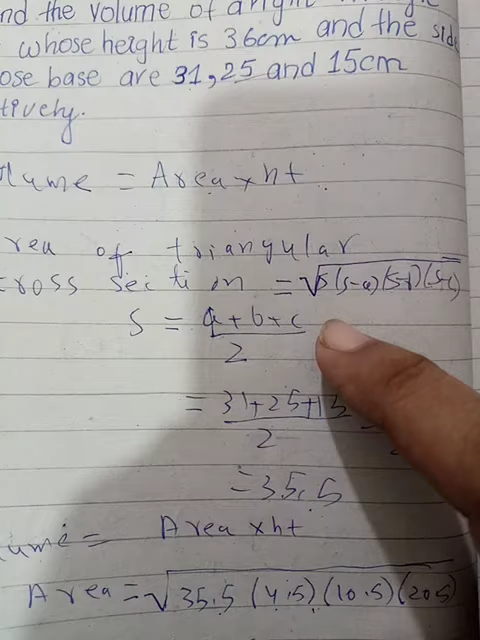 nd the volume of a right
whose height is 36cm and the side
ose base are 31, 25 and 15cm
tively.
lume = Area x ht
rea of triangular
cross section = √s(s-a)(s-b)(s-c)
S = a+b+c
2
= 31+25+15
2
= 35.5
ume = Area x ht
Area = √35.5 (4.5) (10.5) (20.5)